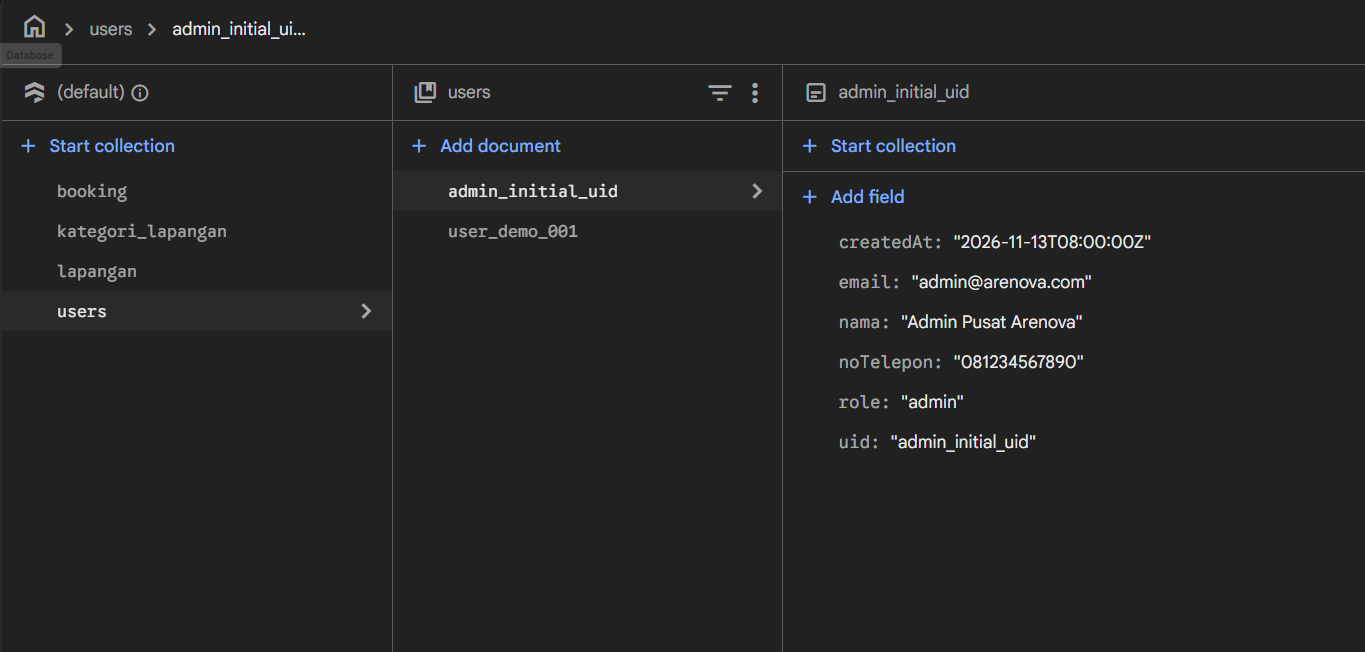 users
admin_initial_ui...
Database
(default)
users
admin_initial_uid
Start collection
Add document
Start collection
booking
kategori_lapangan
lapangan
users
admin_initial_uid
user_demo_001
Add field
createdAt: "2026-11-13T08:00:00Z"
email: "admin@arenova.com"
nama: "Admin Pusat Arenova"
noTelepon: "081234567890"
role: "admin"
uid: "admin_initial_uid"